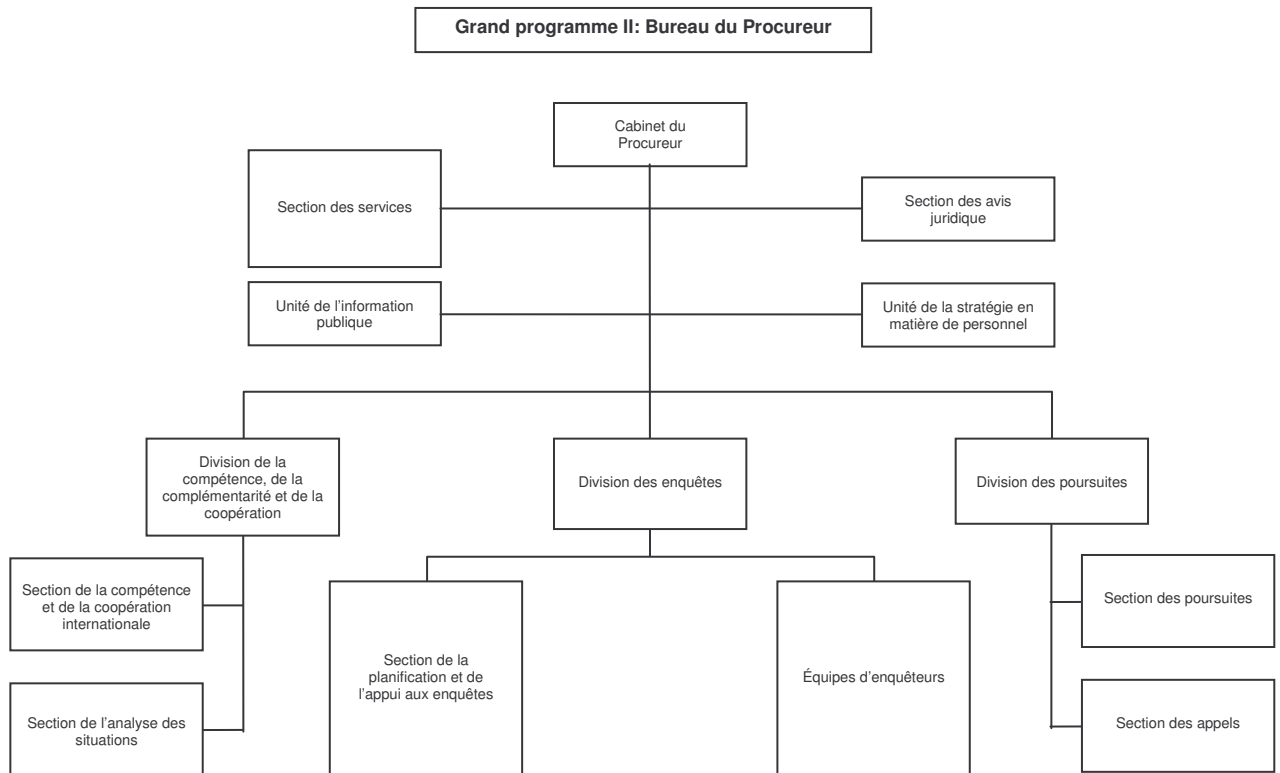 Grand programme II: Bureau du Procureur
Cabinet du
Procureur
Section des services
Section des avis
juridique
Unité de l'information
publique
Unité de la stratégie en
matière de personnel
Division de la
compétence, de la
complémentarité et de la
coopération
Division des enquêtes
Division des poursuites
Section de la compétence
et de la coopération
internationale
Section des poursuites
Section de la
planification et de
l'appui aux enquêtes
Équipes d'enquêteurs
Section de l'analyse des
situations
Section des appels